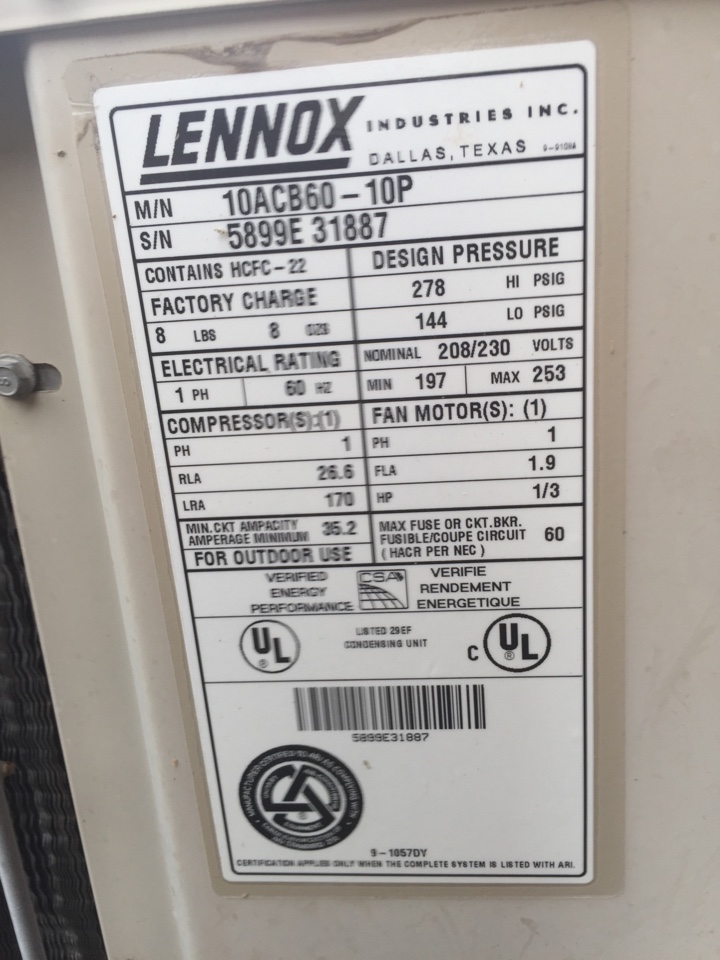 LENNOX INDUSTRIES INC.
DALLAS, TEXAS
M/N 10ACB60-10P
S/N 5899E 31887
CONTAINS HCFC-22
DESIGN PRESSURE
FACTORY CHARGE
278 HI PSIG
8 LBS 8 OZS
144 LO PSIG
ELECTRICAL RATING
NOMINAL 208/230 VOLTS
1 PH 60 HZ
MIN 197 MAX 253
COMPRESSOR(S):(1)
FAN MOTOR(S): (1)
PH 1
PH 1
RLA 26.6
FLA 1.9
LRA 170
HP 1/3
MIN.CKT AMPACITY
AMPERAGE MINIMUM 35.2
MAX FUSE OR CKT.BKR.
FUSIBLE/COUPE CIRCUIT 60
(HACR PER NEC)
FOR OUTDOOR USE
VERIFIED
ENERGY
PERFORMANCE
CSA
VERIFIE
RENDEMENT
ENERGETIQUE
UL
®
LISTED 29EF
CONDENSING UNIT
C UL
®
5899E31887
9-1057DY
CERTIFICATION APPLIES ONLY WHEN THE COMPLETE SYSTEM IS LISTED WITH ARI.